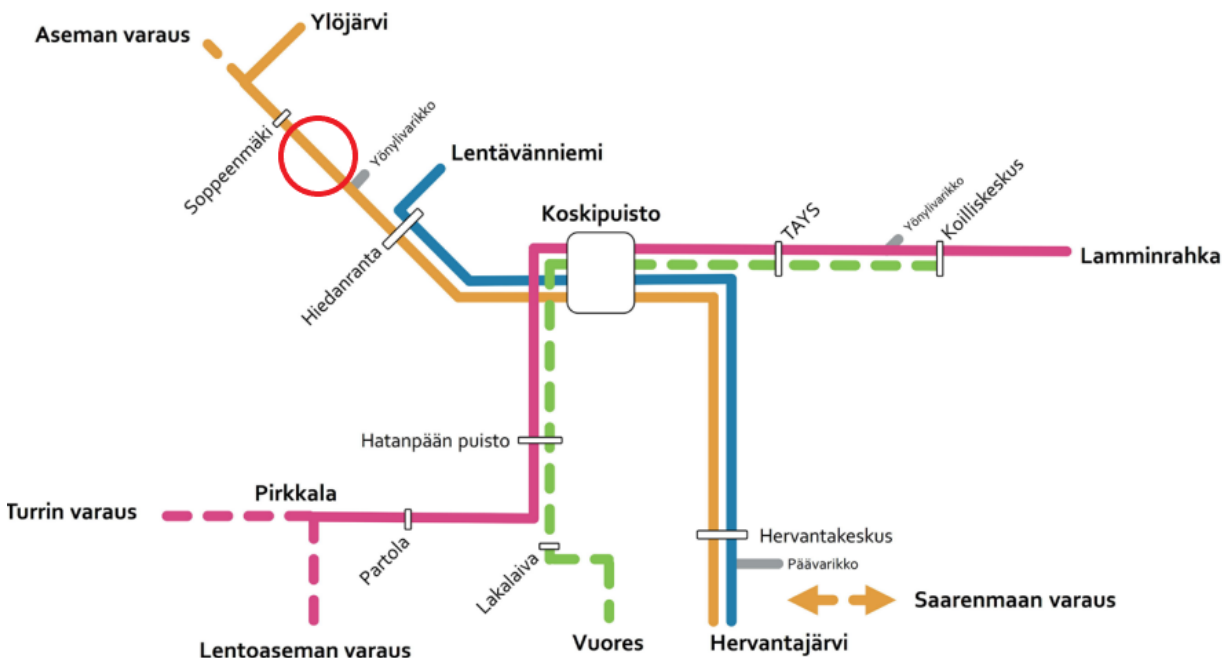 Ylöjärvi
Aseman varaus
Soppeenmäki
Yönylivarikko
Lentävänniemi
Hiedanranta
Koskipuisto
TAYS
Yönylivarikko
Koilliskeskus
Lamminrahka
Hatanpään puisto
Pirkkala
Turrin varaus
Partola
Lakalaiva
Hervantakeskus
Päävarikko
Saarenmaan varaus
Lentoaseman varaus
Vuores
Hervantajärvi